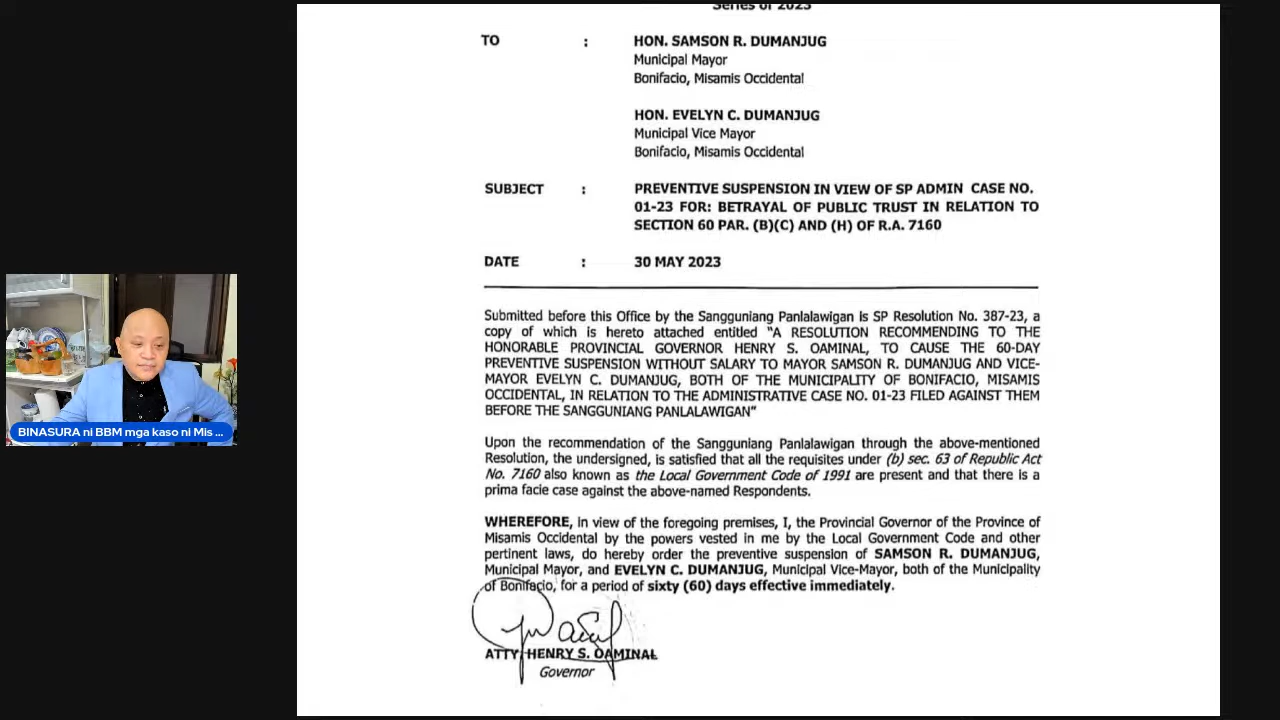 Series of 2023
TO : HON. SAMSON R. DUMANJUG
Municipal Mayor
Bonifacio, Misamis Occidental
HON. EVELYN C. DUMANJUG
Municipal Vice Mayor
Bonifacio, Misamis Occidental
SUBJECT : PREVENTIVE SUSPENSION IN VIEW OF SP ADMIN CASE NO.
01-23 FOR: BETRAYAL OF PUBLIC TRUST IN RELATION TO
SECTION 60 PAR. (B)(C) AND (H) OF R.A. 7160
DATE : 30 MAY 2023
Submitted before this Office by the Sangguniang Panlalawigan is SP Resolution No. 387-23, a
copy of which is hereto attached entitled "A RESOLUTION RECOMMENDING TO THE
HONORABLE PROVINCIAL GOVERNOR HENRY S. OAMINAL, TO CAUSE THE 60-DAY
PREVENTIVE SUSPENSION WITHOUT SALARY TO MAYOR SAMSON R. DUMANJUG AND VICE-
MAYOR EVELYN C. DUMANJUG, BOTH OF THE MUNICIPALITY OF BONIFACIO, MISAMIS
OCCIDENTAL, IN RELATION TO THE ADMINISTRATIVE CASE NO. 01-23 FILED AGAINST THEM
BEFORE THE SANGGUNIANG PANLALAWIGAN"
Upon the recommendation of the Sangguniang Panlalawigan through the above-mentioned
Resolution, the undersigned, is satisfied that all the requisites under (b) sec. 63 of Republic Act
No. 7160 also known as the Local Government Code of 1991 are present and that there is a
prima facie case against the above-named Respondents.
WHEREFORE, in view of the foregoing premises, I, the Provincial Governor of the Province of
Misamis Occidental by the powers vested in me by the Local Government Code and other
pertinent laws, do hereby order the preventive suspension of SAMSON R. DUMANJUG,
Municipal Mayor, and EVELYN C. DUMANJUG, Municipal Vice-Mayor, both of the Municipality
of Bonifacio, for a period of sixty (60) days effective immediately.
ATTY HENRY S. OAMINAL
Governor
BINASURA ni BBM mga kaso ni Mis ...